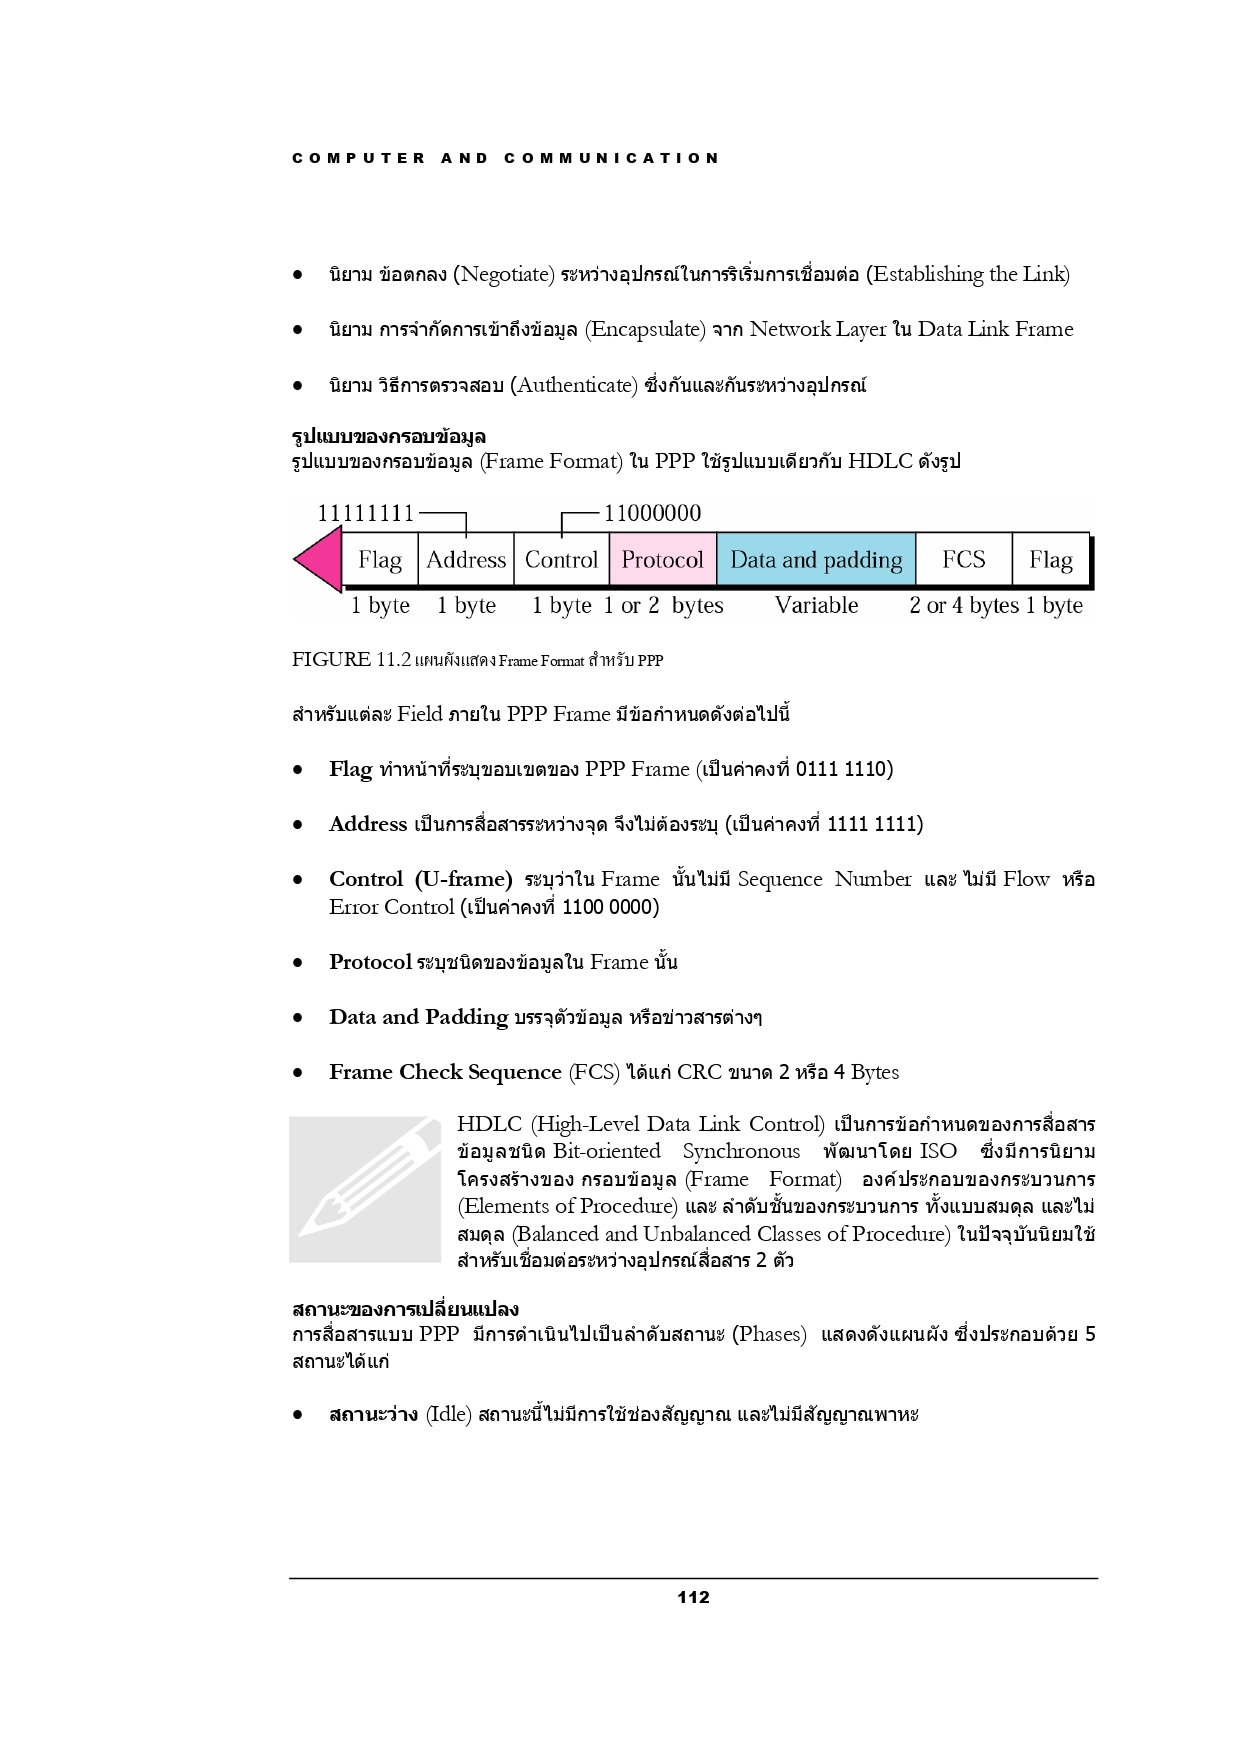 COMPUTER AND COMMUNICATION
● นิยาม ข้อตกลง (Negotiate) ระหว่างอุปกรณ์ในการริเริ่มการเชื่อมต่อ (Establishing the Link)
● นิยาม การจำกัดการเข้าถึงข้อมูล (Encapsulate) จาก Network Layer ใน Data Link Frame
● นิยาม วิธีการตรวจสอบ (Authenticate) ซึ่งกันและกันระหว่างอุปกรณ์
รูปแบบของกรอบข้อมูล
รูปแบบของกรอบข้อมูล (Frame Format) ใน PPP ใช้รูปแบบเดียวกับ HDLC ดังรูป
11111111 11000000
Flag Address Control Protocol Data and padding FCS Flag
1 byte 1 byte 1 byte 1 or 2 bytes Variable 2 or 4 bytes 1 byte
FIGURE 11.2 แผนผังแสดง Frame Format สำหรับ PPP
สำหรับแต่ละ Field ภายใน PPP Frame มีข้อกำหนดดังต่อไปนี้
● Flag ทำหน้าที่ระบุขอบเขตของ PPP Frame (เป็นค่าคงที่ 0111 1110)
● Address เป็นการสื่อสารระหว่างจุด จึงไม่ต้องระบุ (เป็นค่าคงที่ 1111 1111)
● Control (U-frame) ระบุว่าใน Frame นั้นไม่มี Sequence Number และ ไม่มี Flow หรือ
Error Control (เป็นค่าคงที่ 1100 0000)
● Protocol ระบุชนิดของข้อมูลใน Frame นั้น
● Data and Padding บรรจุตัวข้อมูล หรือข่าวสารต่างๆ
● Frame Check Sequence (FCS) ได้แก่ CRC ขนาด 2 หรือ 4 Bytes
HDLC (High-Level Data Link Control) เป็นการข้อกำหนดของการสื่อสาร
ข้อมูลชนิด Bit-oriented Synchronous พัฒนาโดย ISO ซึ่งมีการนิยาม
โครงสร้างของ กรอบข้อมูล (Frame Format) องค์ประกอบของกระบวนการ
(Elements of Procedure) และ ลำดับชั้นของกระบวนการ ทั้งแบบสมดุล และไม่
สมดุล (Balanced and Unbalanced Classes of Procedure) ในปัจจุบันนิยมใช้
สำหรับเชื่อมต่อระหว่างอุปกรณ์สื่อสาร 2 ตัว
สถานะของการเปลี่ยนแปลง
การสื่อสารแบบ PPP มีการดำเนินไปเป็นลำดับสถานะ (Phases) แสดงดังแผนผัง ซึ่งประกอบด้วย 5
สถานะได้แก่
● สถานะว่าง (Idle) สถานะนี้ไม่มีการใช้ช่องสัญญาณ และไม่มีสัญญาณพาหะ
112